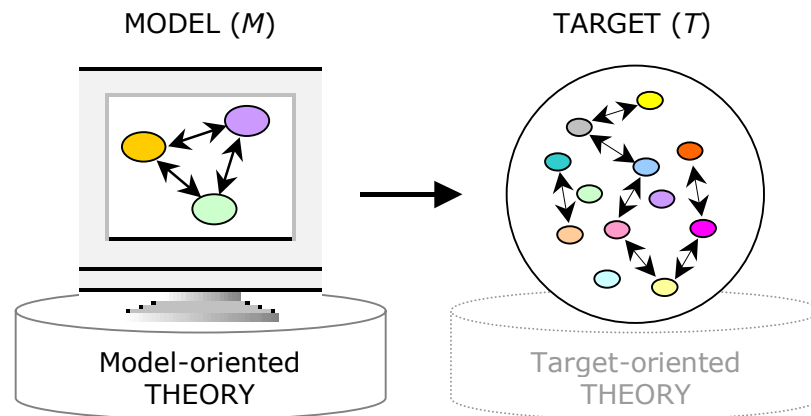 MODEL (M)
TARGET (T)
Model-oriented
THEORY
Target-oriented
THEORY